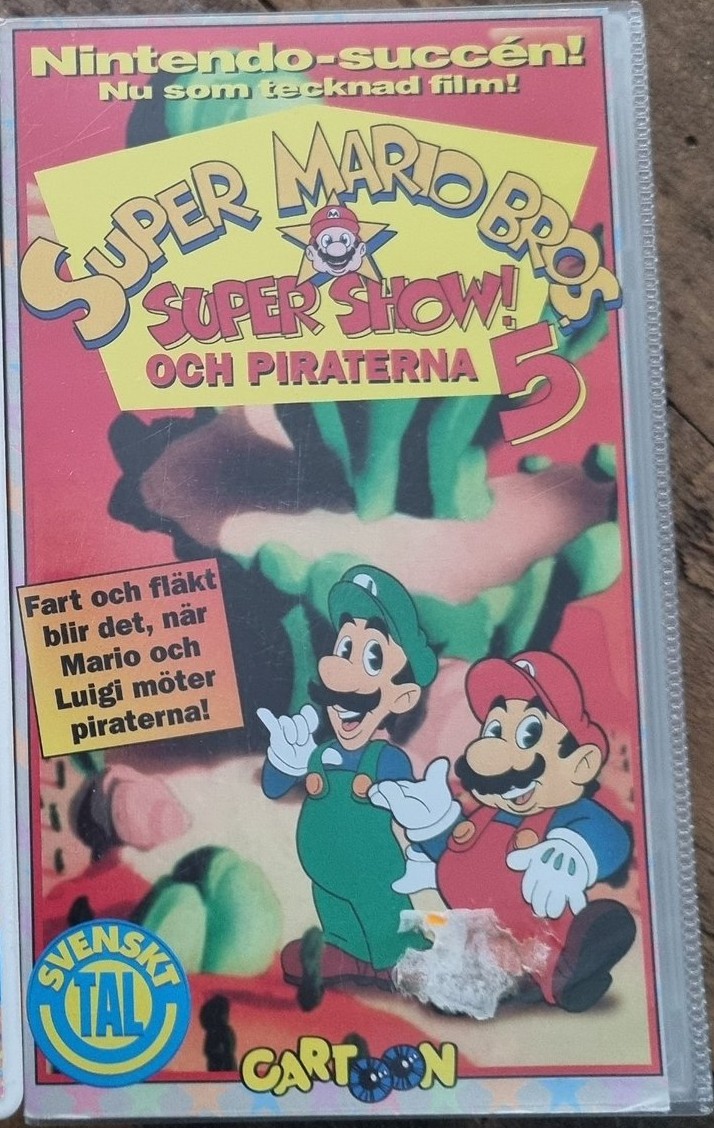 Nintendo-succén!
Nu som tecknad film!
SUPER MARIO BROS.
M
SUPER SHOW!
OCH PIRATERNA 5
Fart och fläkt
blir det, när
Mario och
Luigi möter
piraterna!
SVENSKT
TAL
CARTOON